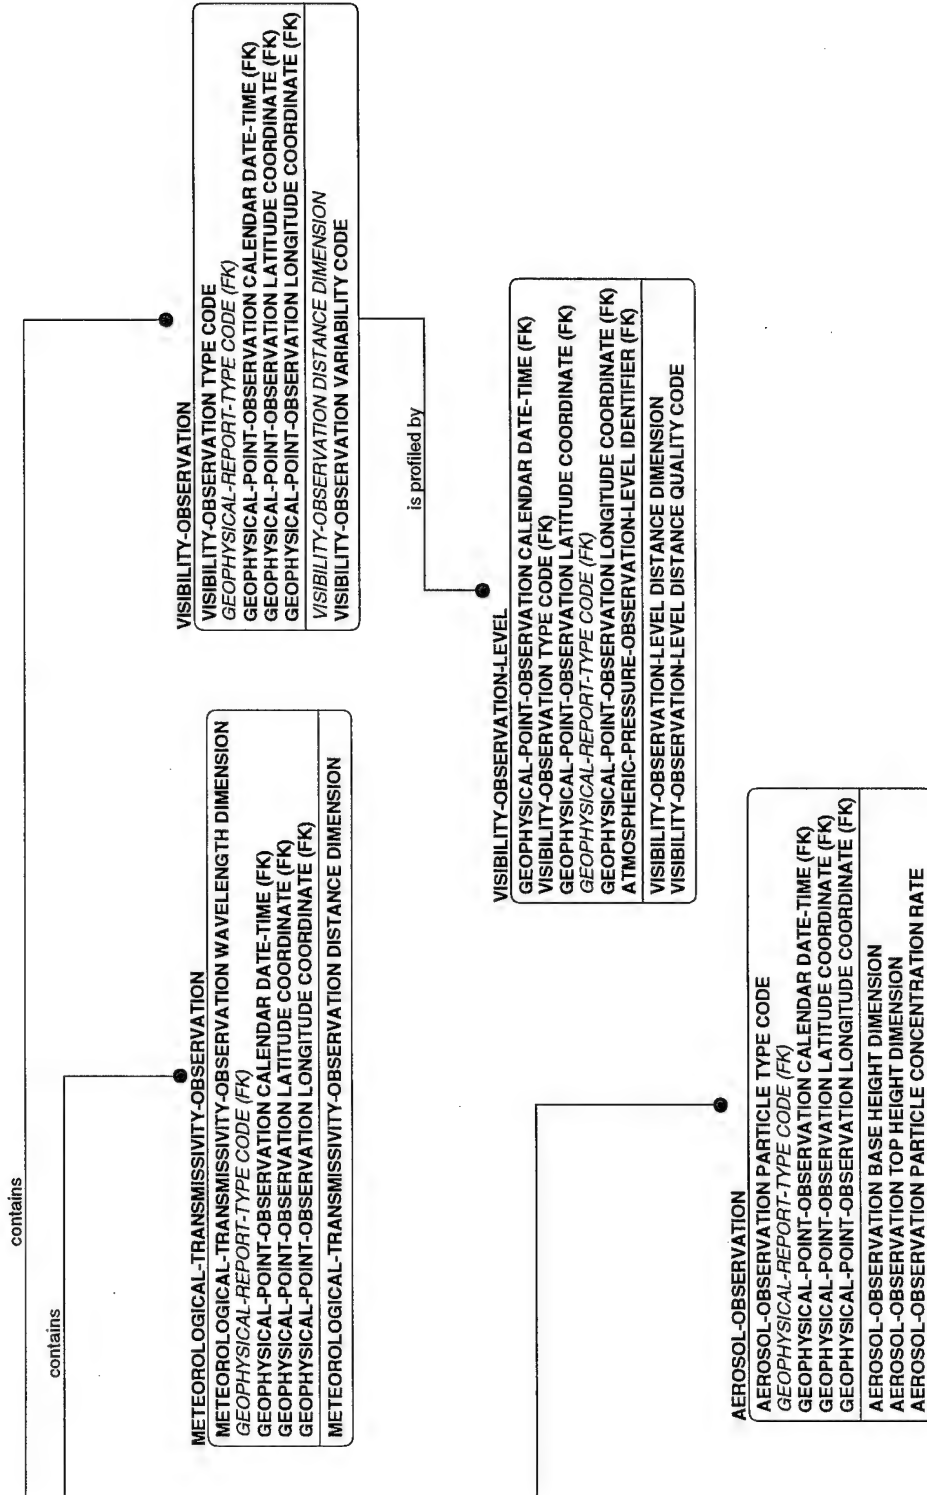 contains
contains
METEOROLOGICAL-TRANSMISSIVITY-OBSERVATION
METEOROLOGICAL-TRANSMISSIVITY-OBSERVATION WAVELENGTH DIMENSION
GEOPHYSICAL-REPORT-TYPE CODE (FK)
GEOPHYSICAL-POINT-OBSERVATION CALENDAR DATE-TIME (FK)
GEOPHYSICAL-POINT-OBSERVATION LATITUDE COORDINATE (FK)
GEOPHYSICAL-POINT-OBSERVATION LONGITUDE COORDINATE (FK)
METEOROLOGICAL-TRANSMISSIVITY-OBSERVATION DISTANCE DIMENSION
VISIBILITY-OBSERVATION
VISIBILITY-OBSERVATION TYPE CODE
GEOPHYSICAL-REPORT-TYPE CODE (FK)
GEOPHYSICAL-POINT-OBSERVATION CALENDAR DATE-TIME (FK)
GEOPHYSICAL-POINT-OBSERVATION LATITUDE COORDINATE (FK)
GEOPHYSICAL-POINT-OBSERVATION LONGITUDE COORDINATE (FK)
VISIBILITY-OBSERVATION DISTANCE DIMENSION
VISIBILITY-OBSERVATION VARIABILITY CODE
is profiled by
VISIBILITY-OBSERVATION-LEVEL
GEOPHYSICAL-POINT-OBSERVATION CALENDAR DATE-TIME (FK)
VISIBILITY-OBSERVATION TYPE CODE (FK)
GEOPHYSICAL-POINT-OBSERVATION LATITUDE COORDINATE (FK)
GEOPHYSICAL-REPORT-TYPE CODE (FK)
GEOPHYSICAL-POINT-OBSERVATION LONGITUDE COORDINATE (FK)
ATMOSPHERIC-PRESSURE-OBSERVATION-LEVEL IDENTIFIER (FK)
VISIBILITY-OBSERVATION-LEVEL DISTANCE DIMENSION
VISIBILITY-OBSERVATION-LEVEL DISTANCE QUALITY CODE
AEROSOL-OBSERVATION
AEROSOL-OBSERVATION PARTICLE TYPE CODE
GEOPHYSICAL-REPORT-TYPE CODE (FK)
GEOPHYSICAL-POINT-OBSERVATION CALENDAR DATE-TIME (FK)
GEOPHYSICAL-POINT-OBSERVATION LATITUDE COORDINATE (FK)
GEOPHYSICAL-POINT-OBSERVATION LONGITUDE COORDINATE (FK)
AEROSOL-OBSERVATION BASE HEIGHT DIMENSION
AEROSOL-OBSERVATION TOP HEIGHT DIMENSION
AEROSOL-OBSERVATION PARTICLE CONCENTRATION RATE